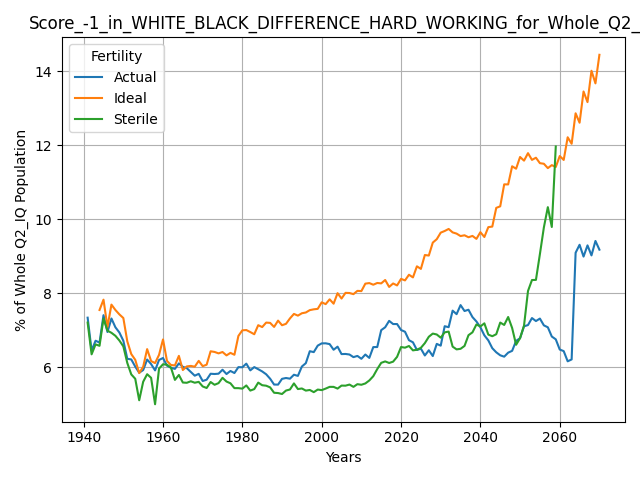 Score_-1_in_WHITE_BLACK_DIFFERENCE_HARD_WORKING_for_Whole_Q2_
Fertility
Actual
Ideal
Sterile
% of Whole Q2_IQ Population
14
12
10
8
6
1940 1960 1980 2000 2020 2040 2060
Years